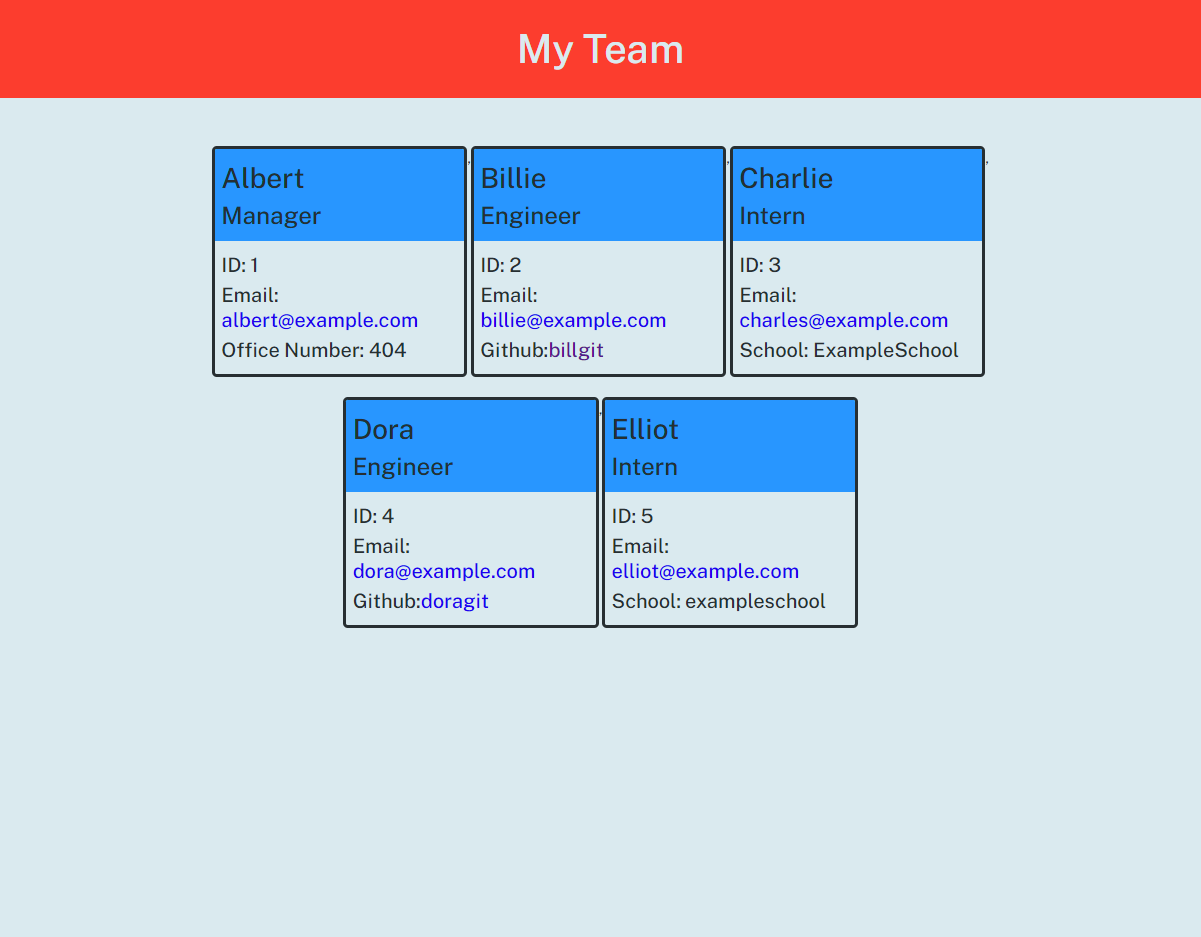 My Team
Albert
Manager
ID: 1
Email:
albert@example.com
Office Number: 404
,
Billie
Engineer
ID: 2
Email:
billie@example.com
Github:billgit
,
Charlie
Intern
ID: 3
Email:
charles@example.com
School: ExampleSchool
,
Dora
Engineer
ID: 4
Email:
dora@example.com
Github:doragit
,
Elliot
Intern
ID: 5
Email:
elliot@example.com
School: exampleschool